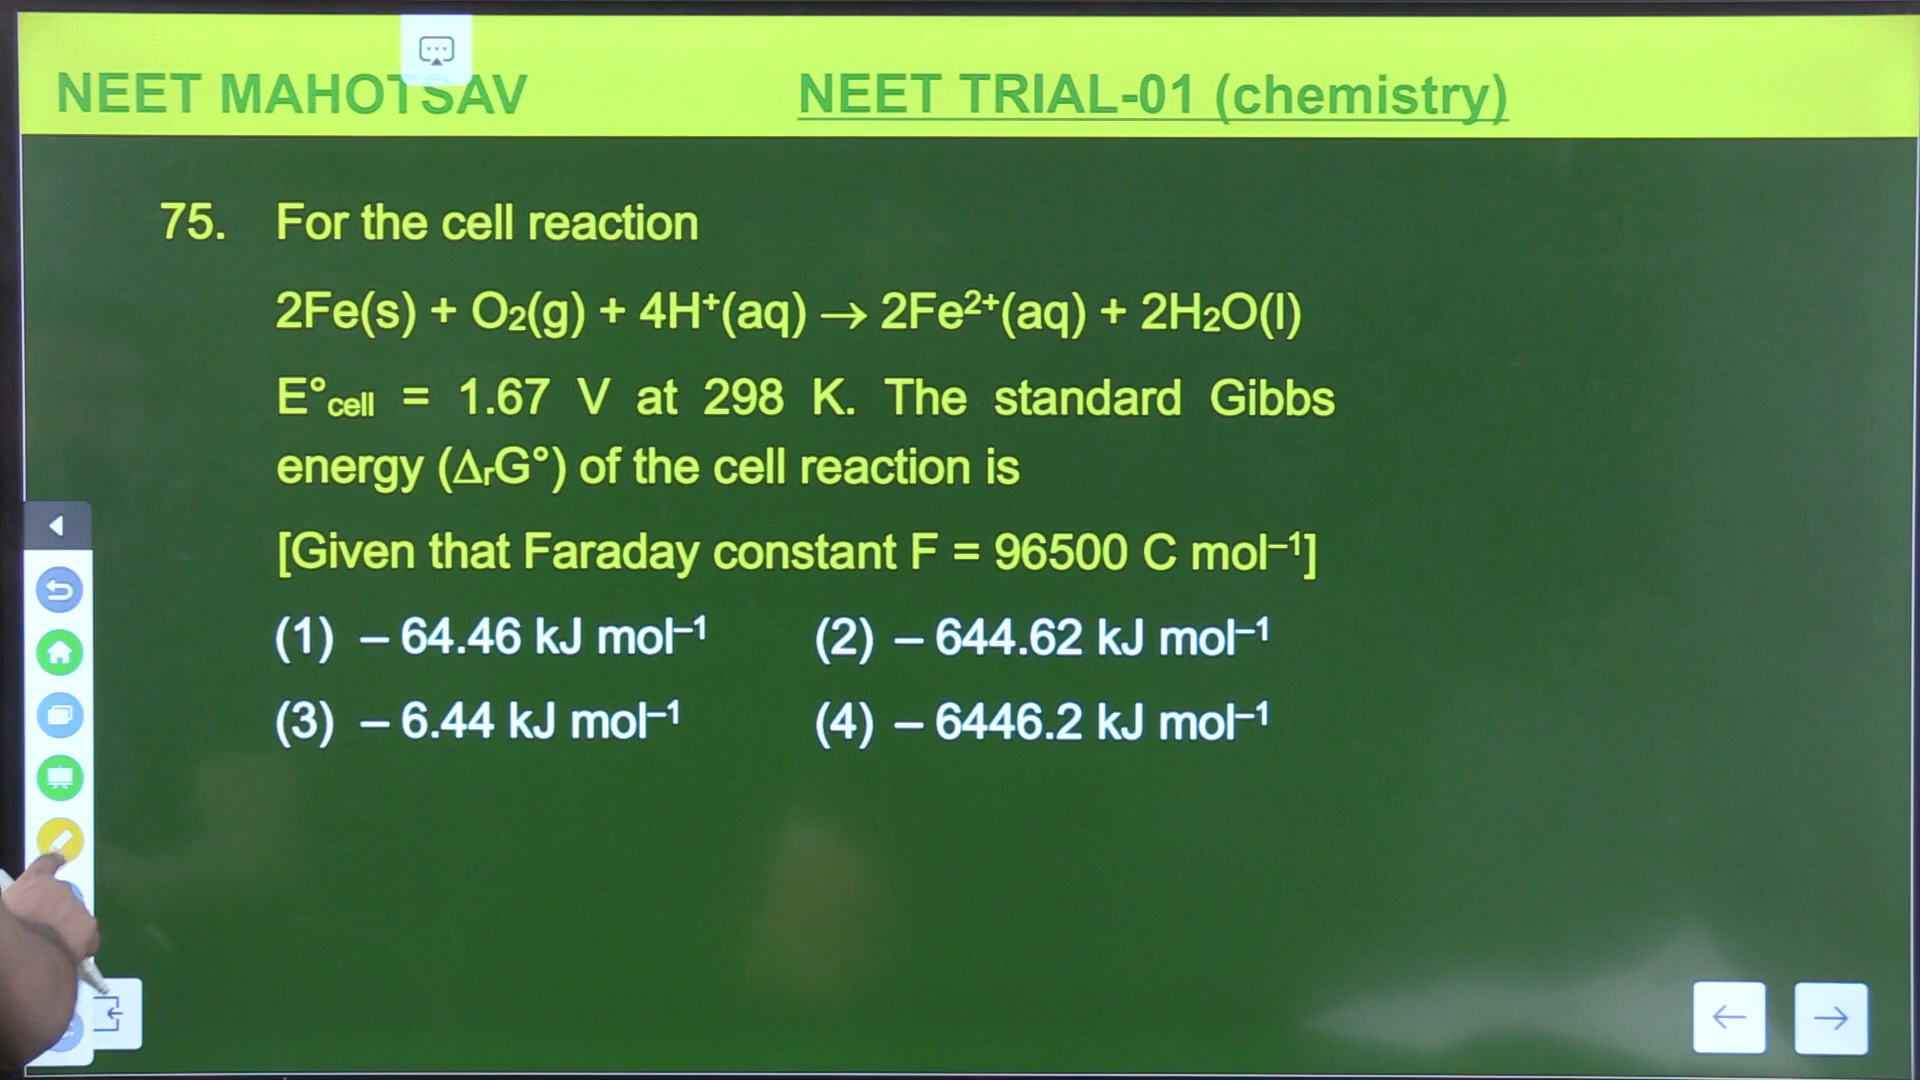 NEET MAHOTSAV
NEET TRIAL-01 (chemistry)
75. For the cell reaction
2Fe(s) + O₂(g) + 4H⁺(aq) → 2Fe²⁺(aq) + 2H₂O(l)
E°cell = 1.67 V at 298 K. The standard Gibbs
energy (ΔᵣG°) of the cell reaction is
[Given that Faraday constant F = 96500 C mol⁻¹]
(1) – 64.46 kJ mol⁻¹ (2) – 644.62 kJ mol⁻¹
(3) – 6.44 kJ mol⁻¹ (4) – 6446.2 kJ mol⁻¹